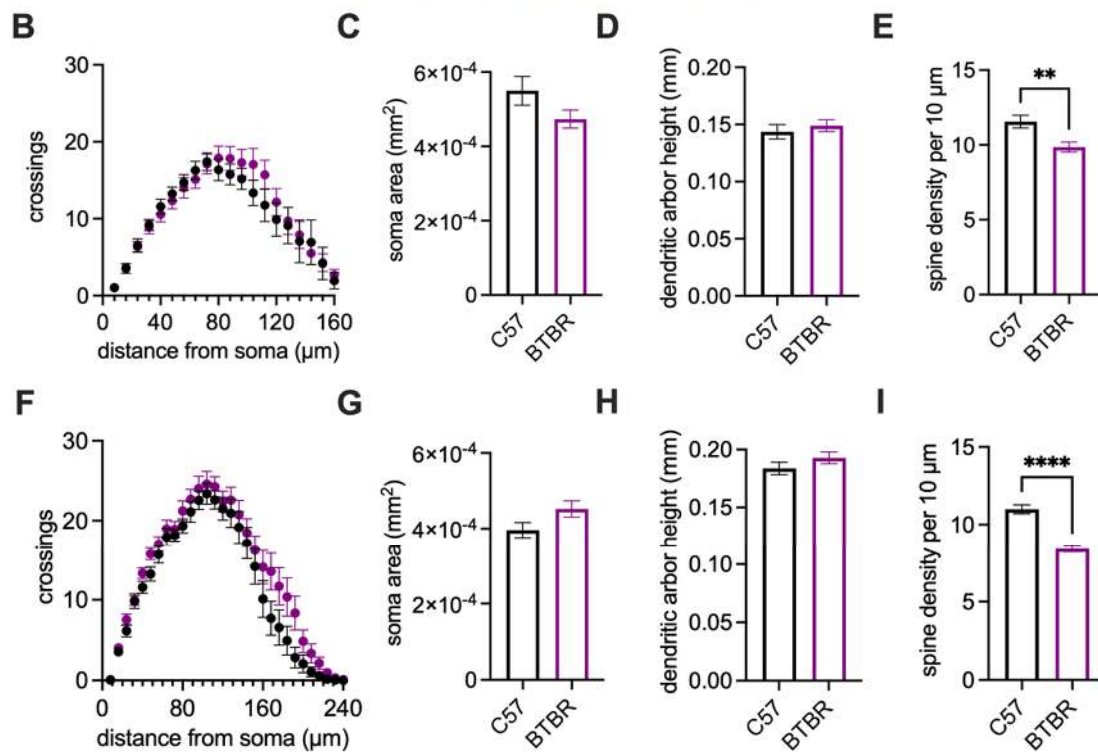 B
crossings
30
20
10
0
0 40 80 120 160
distance from soma (µm)
C
soma area (mm²)
6×10⁻⁴
4×10⁻⁴
2×10⁻⁴
0
C57
BTBR
D
dendritic arbor height (mm)
0.20
0.15
0.10
0.05
0.00
C57
BTBR
E
spine density per 10 µm
15
10
5
0
**
C57
BTBR
F
crossings
30
20
10
0
0 80 160 240
distance from soma (µm)
G
soma area (mm²)
6×10⁻⁴
4×10⁻⁴
2×10⁻⁴
0
C57
BTBR
H
dendritic arbor height (mm)
0.20
0.15
0.10
0.05
0.00
C57
BTBR
I
spine density per 10 µm
15
10
5
0
****
C57
BTBR